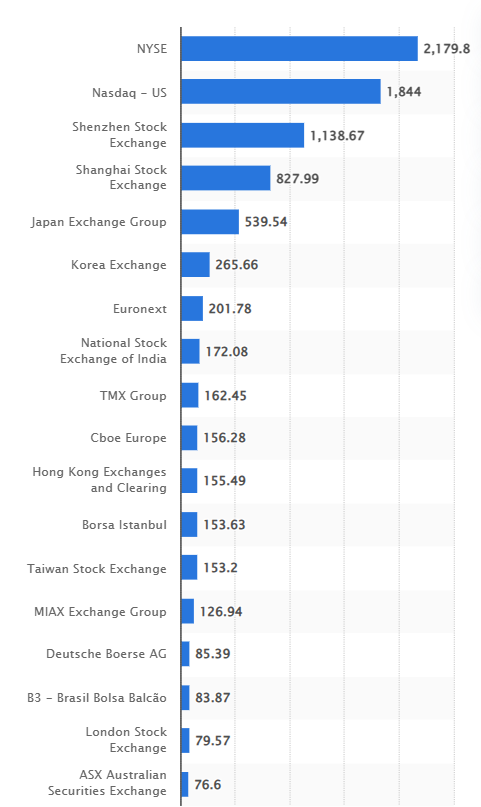 NYSE
2,179.8
Nasdaq - US
1,844
Shenzhen Stock
Exchange
1,138.67
Shanghai Stock
Exchange
827.99
Japan Exchange Group
539.54
Korea Exchange
265.66
Euronext
201.78
National Stock
Exchange of India
172.08
TMX Group
162.45
Cboe Europe
156.28
Hong Kong Exchanges
and Clearing
155.49
Borsa Istanbul
153.63
Taiwan Stock Exchange
153.2
MIAX Exchange Group
126.94
Deutsche Boerse AG
85.39
B3 - Brasil Bolsa Balcão
83.87
London Stock
Exchange
79.57
ASX Australian
Securities Exchange
76.6